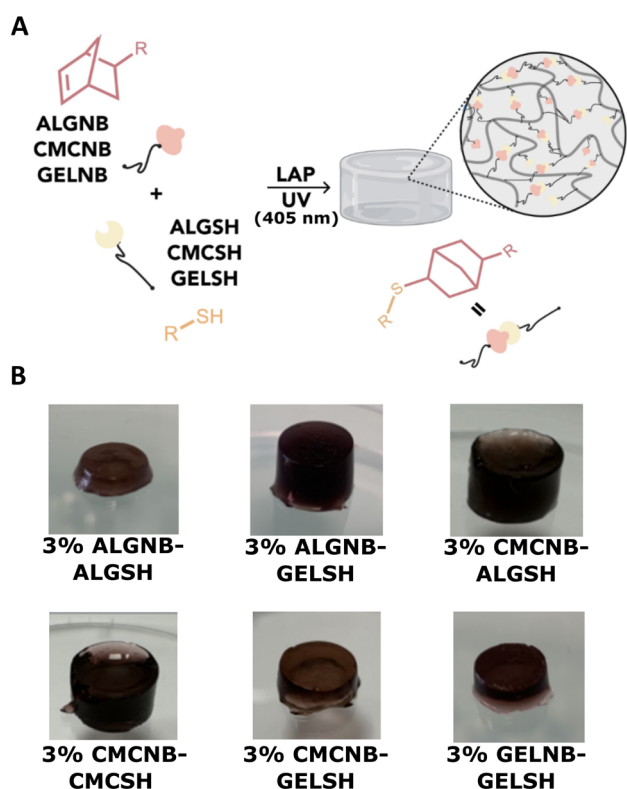 A
R
ALGNB
CMCNB
GELNB
+
ALGSH
CMCSH
GELSH
R
SH
LAP
UV
(405 nm)
R
S
R
=
B
3% ALGNB-
ALGSH
3% ALGNB-
GELSH
3% CMCNB-
ALGSH
3% CMCNB-
CMCSH
3% CMCNB-
GELSH
3% GELNB-
GELSH